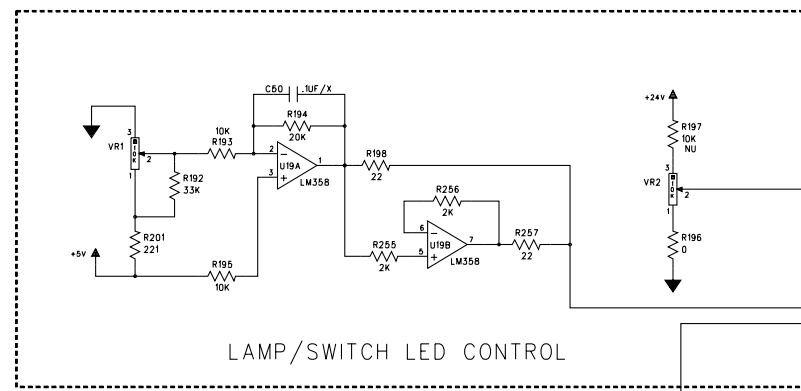 C50 .1UF/X
R194
20K
+24V
R197
10K
NU
10K
R193
3
VR1
10K
2
1
R192
33K
2
3
U19A
1
LM358
R198
22
3
VR2
10K
2
1
R256
2K
R201
221
+5V
R195
10K
R255
2K
6
5
U19B
7
LM358
R257
22
R196
0
LAMP/SWITCH LED CONTROL